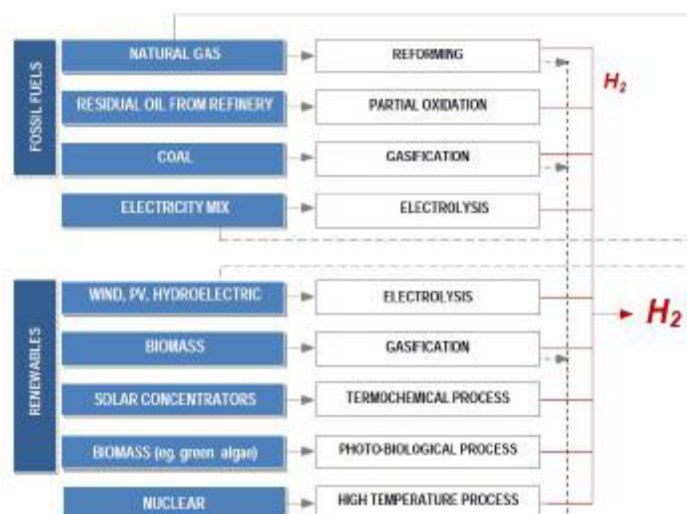 FOSSIL FUELS
NATURAL GAS
REFORMING
H2
RESIDUAL OIL FROM REFINERY
PARTIAL OXIDATION
COAL
GASIFICATION
ELECTRICITY MIX
ELECTROLYSIS
RENEWABLES
WIND, PV, HYDROELECTRIC
ELECTROLYSIS
H2
BIOMASS
GASIFICATION
SOLAR CONCENTRATORS
TERMOCHEMICAL PROCESS
BIOMASS (eg. green algae)
PHOTO-BIOLOGICAL PROCESS
NUCLEAR
HIGH TEMPERATURE PROCESS